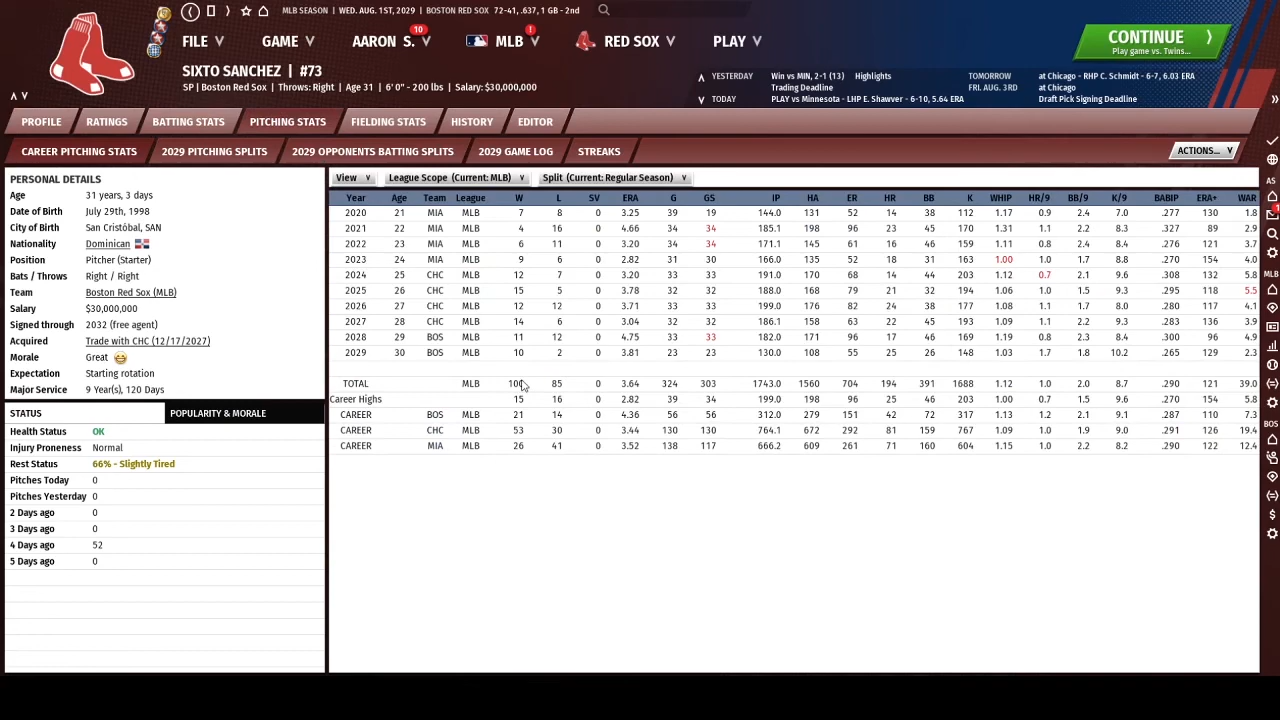 MLB SEASON | WED. AUG. 1ST, 2029 | BOSTON RED SOX 72-41, .637, 1 GB - 2nd
FILE GAME AARON S. 10 MLB ! RED SOX PLAY
CONTINUE
Play game vs. Twins...
SIXTO SANCHEZ | #73
SP | Boston Red Sox | Throws: Right | Age 31 | 6' 0" - 200 lbs | Salary: $30,000,000
YESTERDAY Win vs MIN, 2-1 (13) Highlights TOMORROW at Chicago - RHP C. Schmidt - 6-7, 6.03 ERA
Trading Deadline FRI. AUG. 3RD at Chicago
TODAY PLAY vs Minnesota - LHP E. Shawver - 6-10, 5.64 ERA Draft Pick Signing Deadline
PROFILE RATINGS BATTING STATS PITCHING STATS FIELDING STATS HISTORY EDITOR
CAREER PITCHING STATS 2029 PITCHING SPLITS 2029 OPPONENTS BATTING SPLITS 2029 GAME LOG STREAKS ACTIONS...
PERSONAL DETAILS
Age 31 years, 3 days
Date of Birth July 29th, 1998
City of Birth San Cristóbal, SAN
Nationality Dominican
Position Pitcher (Starter)
Bats / Throws Right / Right
Team Boston Red Sox (MLB)
Salary $30,000,000
Signed through 2032 (free agent)
Acquired Trade with CHC (12/17/2027)
Morale Great
Expectation Starting rotation
Major Service 9 Year(s), 120 Days
STATUS POPULARITY & MORALE
Health Status OK
Injury Proneness Normal
Rest Status 66% - Slightly Tired
Pitches Today 0
Pitches Yesterday 0
2 Days ago 0
3 Days ago 0
4 Days ago 52
5 Days ago 0
View League Scope (Current: MLB) Split (Current: Regular Season)
Year Age Team League W L SV ERA G GS IP HA ER HR BB K WHIP HR/9 BB/9 K/9 BABIP ERA+ WAR
2020 21 MIA MLB 7 8 0 3.25 39 19 144.0 131 52 14 38 112 1.17 0.9 2.4 7.0 .277 130 1.8
2021 22 MIA MLB 4 16 0 4.66 34 34 185.1 198 96 23 45 170 1.31 1.1 2.2 8.3 .327 89 2.9
2022 23 MIA MLB 6 11 0 3.20 34 34 171.1 145 61 16 46 159 1.11 0.8 2.4 8.4 .276 121 3.7
2023 24 MIA MLB 9 6 0 2.82 31 30 166.0 135 52 18 31 163 1.00 1.0 1.7 8.8 .270 154 4.0
2024 25 CHC MLB 12 7 0 3.20 33 33 191.0 170 68 14 44 203 1.12 0.7 2.1 9.6 .308 132 5.8
2025 26 CHC MLB 15 5 0 3.78 33 32 188.0 168 79 21 32 194 1.06 1.0 1.5 9.3 .295 118 5.5
2026 27 CHC MLB 12 12 0 3.71 33 33 199.0 176 82 24 38 177 1.08 1.1 1.7 8.0 .280 117 4.1
2027 28 CHC MLB 14 6 0 3.04 32 32 186.1 158 63 22 45 193 1.09 1.1 2.2 9.3 .283 136 3.9
2028 29 BOS MLB 11 12 0 4.75 33 33 182.0 171 96 17 46 169 1.19 0.8 2.3 8.4 .300 96 4.9
2029 30 BOS MLB 10 2 0 3.81 23 23 130.0 108 55 25 26 148 1.03 1.7 1.8 10.2 .265 129 2.3
TOTAL MLB 100 85 0 3.64 324 303 1743.0 1560 704 194 391 1688 1.12 1.0 2.0 8.7 .290 121 39.0
Career Highs 15 16 0 2.82 39 34 199.0 198 96 25 46 203 1.00 0.7 1.5 9.6 .270 154 5.8
CAREER BOS MLB 21 14 0 4.36 56 56 312.0 279 151 42 72 317 1.13 1.2 2.1 9.1 .287 110 7.3
CAREER CHC MLB 53 30 0 3.44 130 130 764.1 672 292 81 159 767 1.09 1.0 1.9 9.0 .291 126 19.4
CAREER MIA MLB 26 41 0 3.52 138 117 666.2 609 261 71 160 604 1.15 1.0 2.2 8.2 .290 122 12.4
AS
MLB
BOS